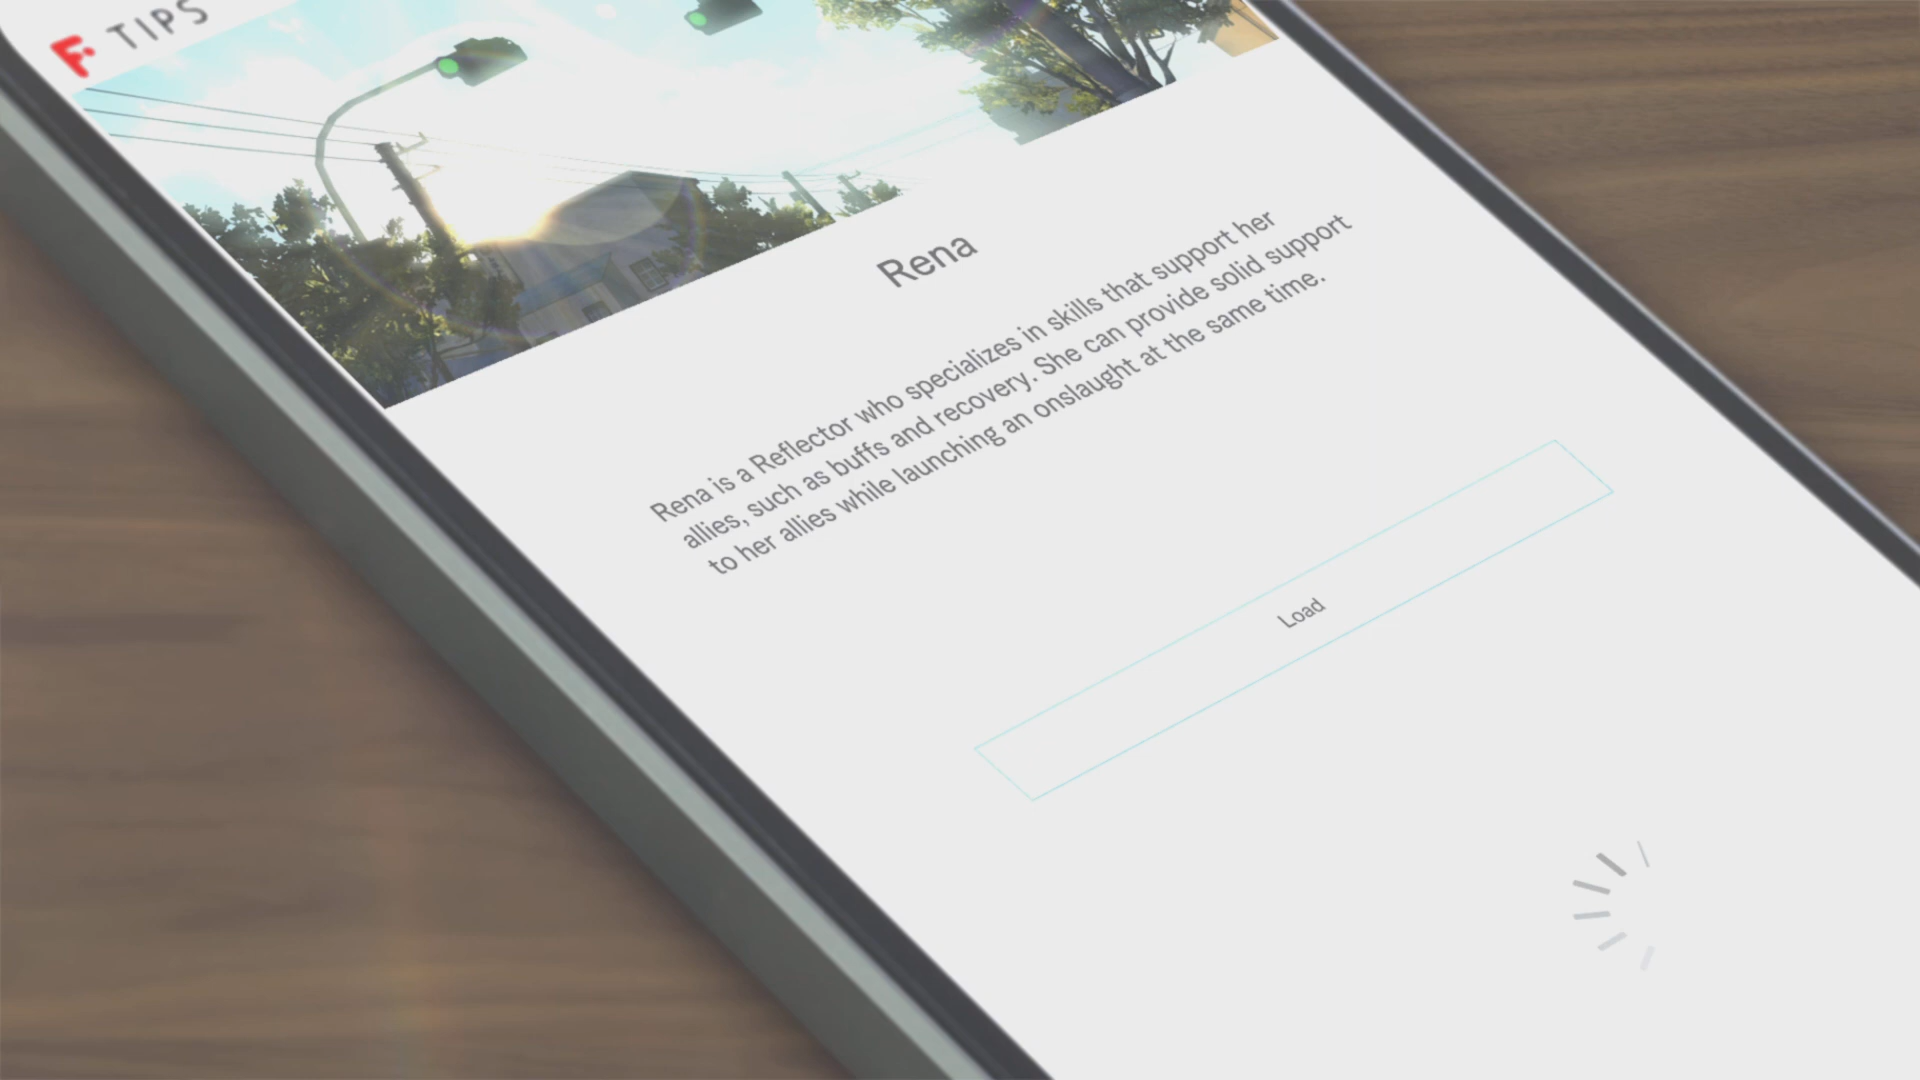 TIPS
Rena
Rena is a Reflector who specializes in skills that support her
allies, such as buffs and recovery. She can provide solid support
to her allies while launching an onslaught at the same time.
Load